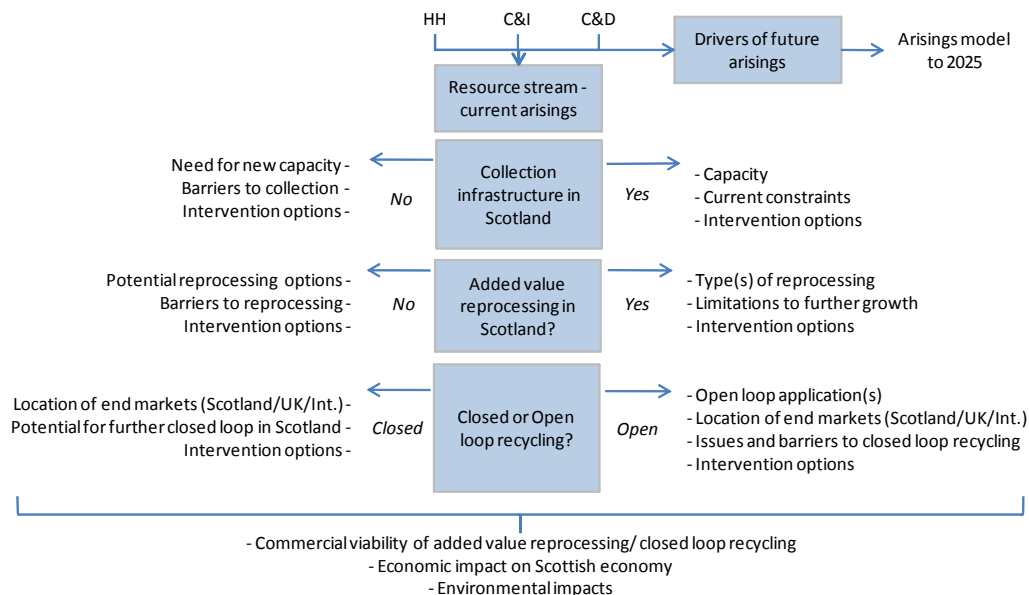 HH
C&I
C&D
Drivers of future
arisings
Arisings model
to 2025
Resource stream -
current arisings
Need for new capacity -
Barriers to collection -
Intervention options -
No
Collection
infrastructure in
Scotland
Yes
- Capacity
- Current constraints
- Intervention options
Potential reprocessing options -
Barriers to reprocessing -
Intervention options -
No
Added value
reprocessing in
Scotland?
Yes
- Type(s) of reprocessing
- Limitations to further growth
- Intervention options
Location of end markets (Scotland/UK/Int.) -
Potential for further closed loop in Scotland -
Intervention options -
Closed
Closed or Open
loop recycling?
Open
- Open loop application(s)
- Location of end markets (Scotland/UK/Int.)
- Issues and barriers to closed loop recycling
- Intervention options
- Commercial viability of added value reprocessing/ closed loop recycling
- Economic impact on Scottish economy
- Environmental impacts